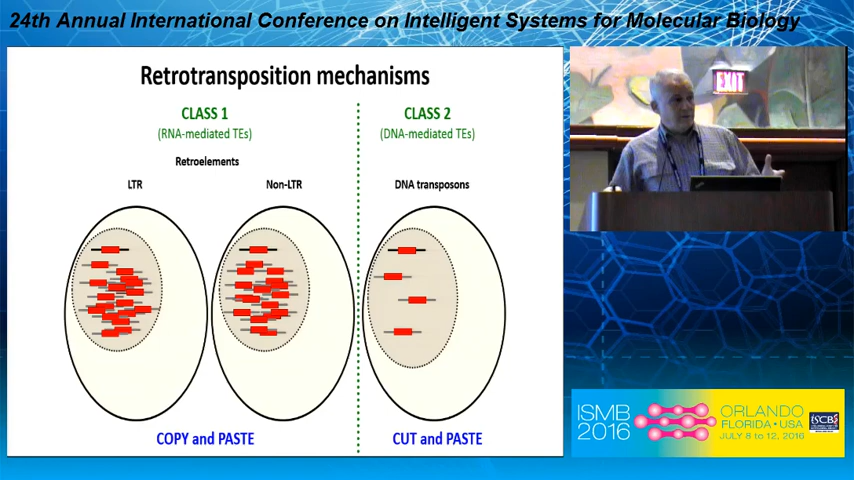 24th Annual International Conference on Intelligent Systems for Molecular Biology
Retrotransposition mechanisms
CLASS 1
(RNA-mediated TEs)
Retroelements
LTR
Non-LTR
COPY and PASTE
CLASS 2
(DNA-mediated TEs)
DNA transposons
CUT and PASTE
EXIT
ISMB
2016
ORLANDO
FLORIDA • USA
JULY 8 to 12, 2016
ISCB